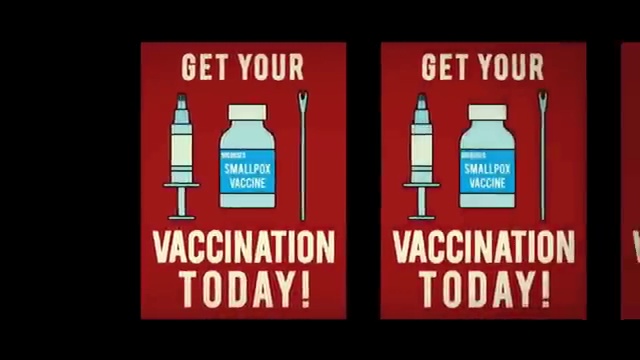 GET YOUR
SMALLPOX
VACCINE
VACCINATION
TODAY!
GET YOUR
SMALLPOX
VACCINE
VACCINATION
TODAY!